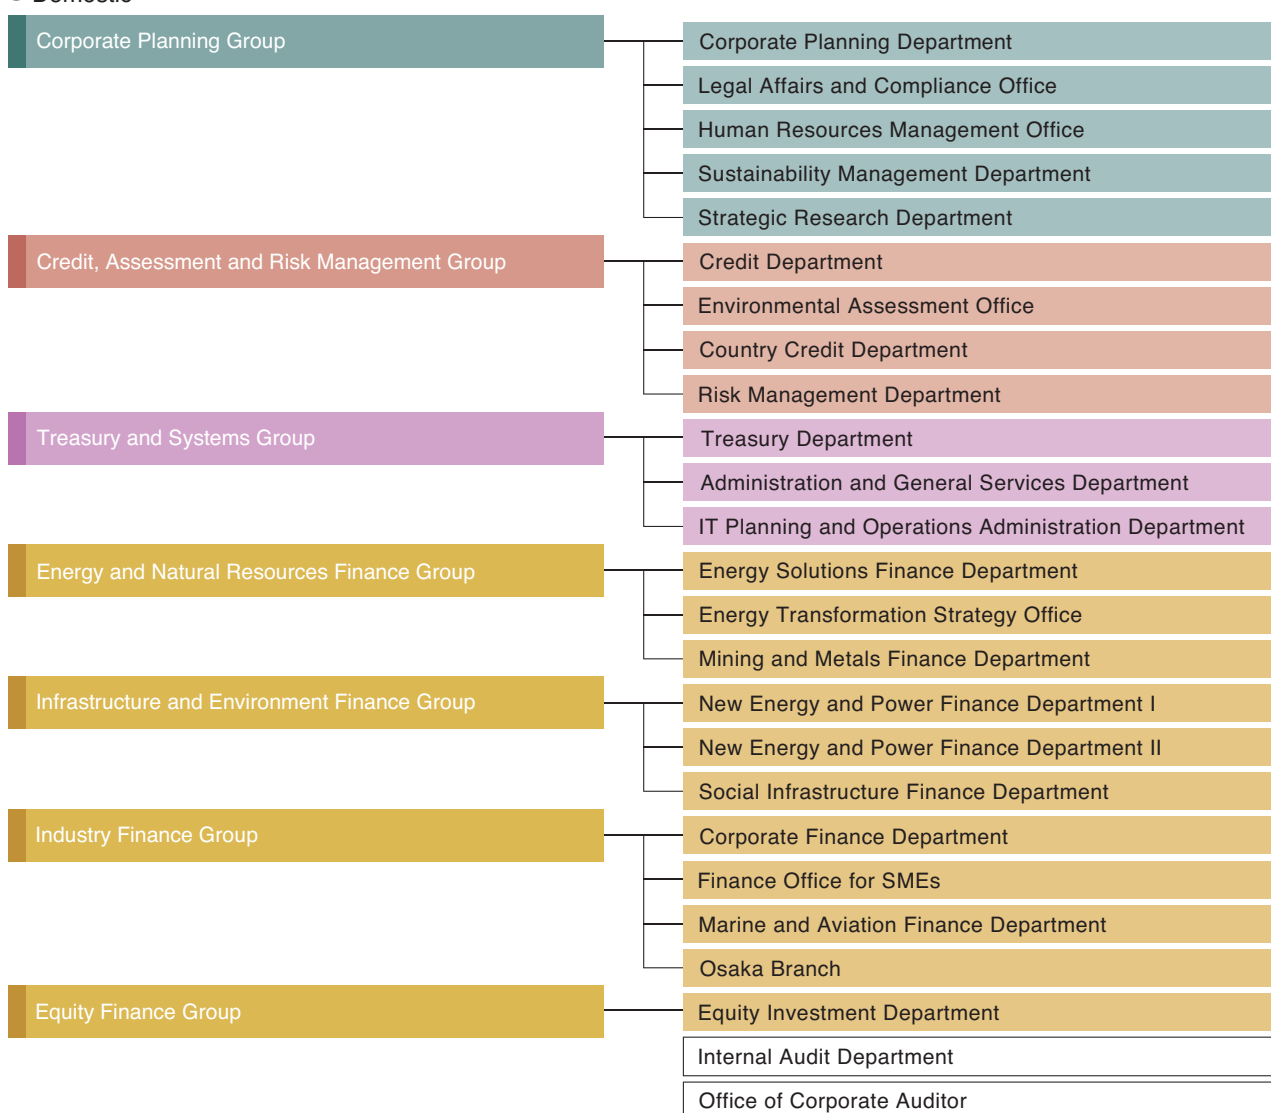 Domestic
Corporate Planning Group
Corporate Planning Department
Legal Affairs and Compliance Office
Human Resources Management Office
Sustainability Management Department
Strategic Research Department
Credit, Assessment and Risk Management Group
Credit Department
Environmental Assessment Office
Country Credit Department
Risk Management Department
Treasury and Systems Group
Treasury Department
Administration and General Services Department
IT Planning and Operations Administration Department
Energy and Natural Resources Finance Group
Energy Solutions Finance Department
Energy Transformation Strategy Office
Mining and Metals Finance Department
Infrastructure and Environment Finance Group
New Energy and Power Finance Department I
New Energy and Power Finance Department II
Social Infrastructure Finance Department
Industry Finance Group
Corporate Finance Department
Finance Office for SMEs
Marine and Aviation Finance Department
Osaka Branch
Equity Finance Group
Equity Investment Department
Internal Audit Department
Office of Corporate Auditor